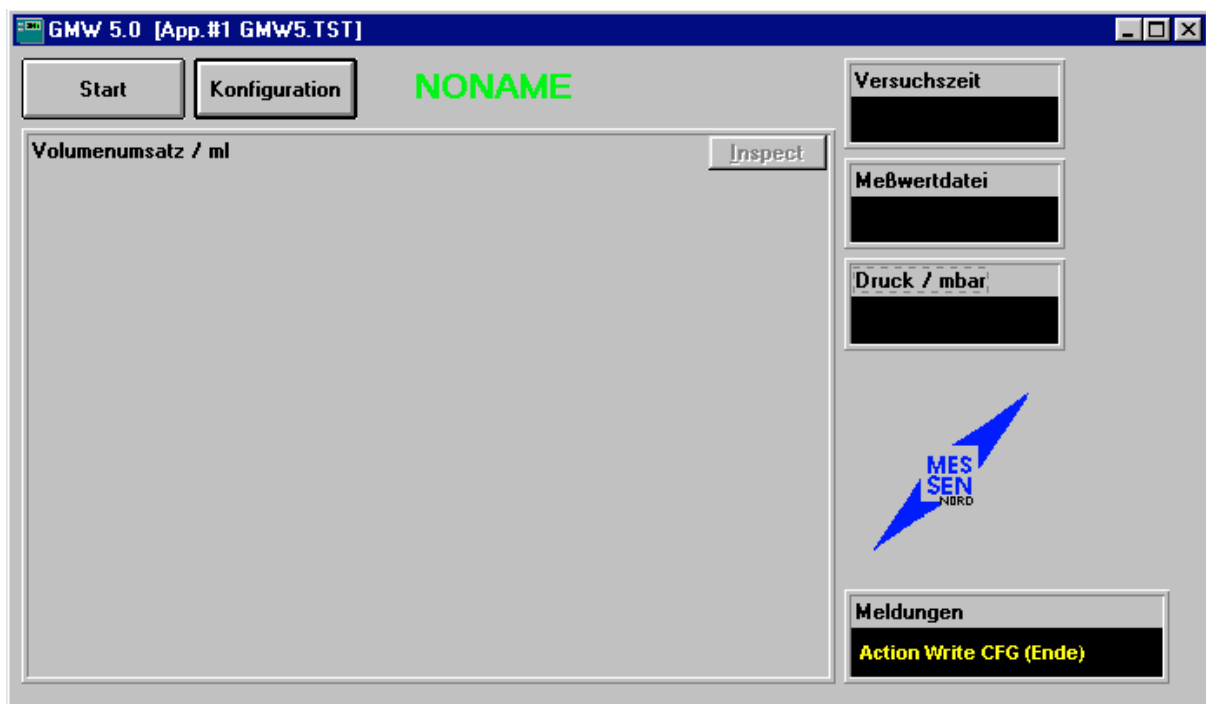 GMW 5.0 [App.#1 GMW5.TST]
Start
Konfiguration
NONAME
Volumenumsatz / ml
Inspect
Versuchszeit
Meßwertdatei
Druck / mbar
MES
SEN
NORD
Meldungen
Action Write CFG (Ende)